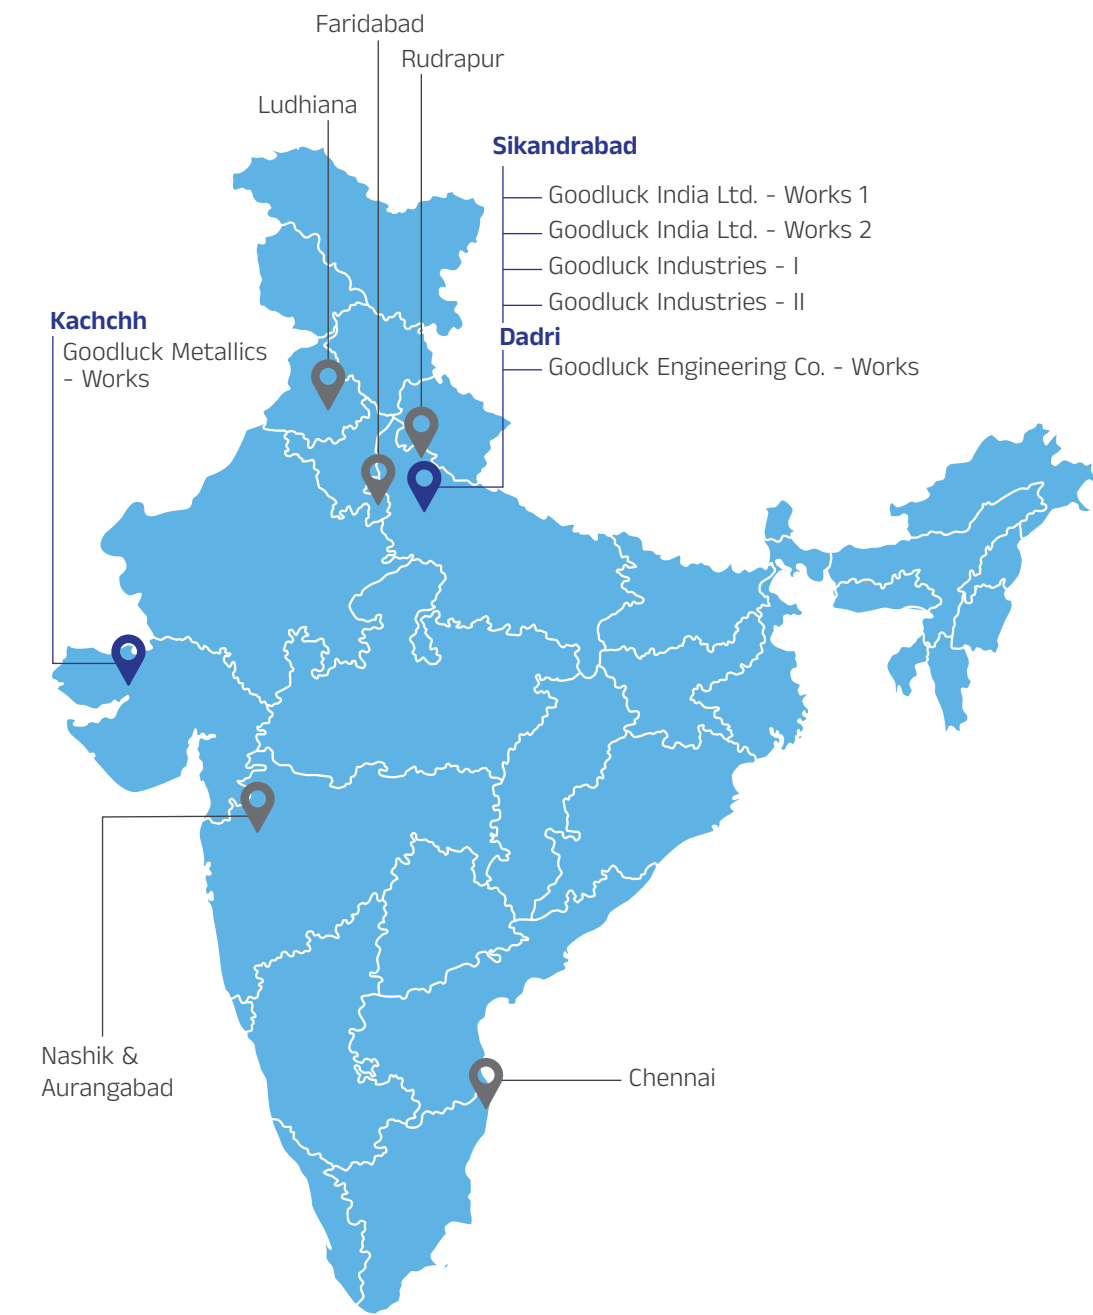 Faridabad
Rudrapur
Ludhiana
Sikandrabad
Goodluck India Ltd. - Works 1
Goodluck India Ltd. - Works 2
Goodluck Industries - I
Goodluck Industries - II
Dadri
Goodluck Engineering Co. - Works
Kachchh
Goodluck Metallics
- Works
Nashik &
Aurangabad
Chennai